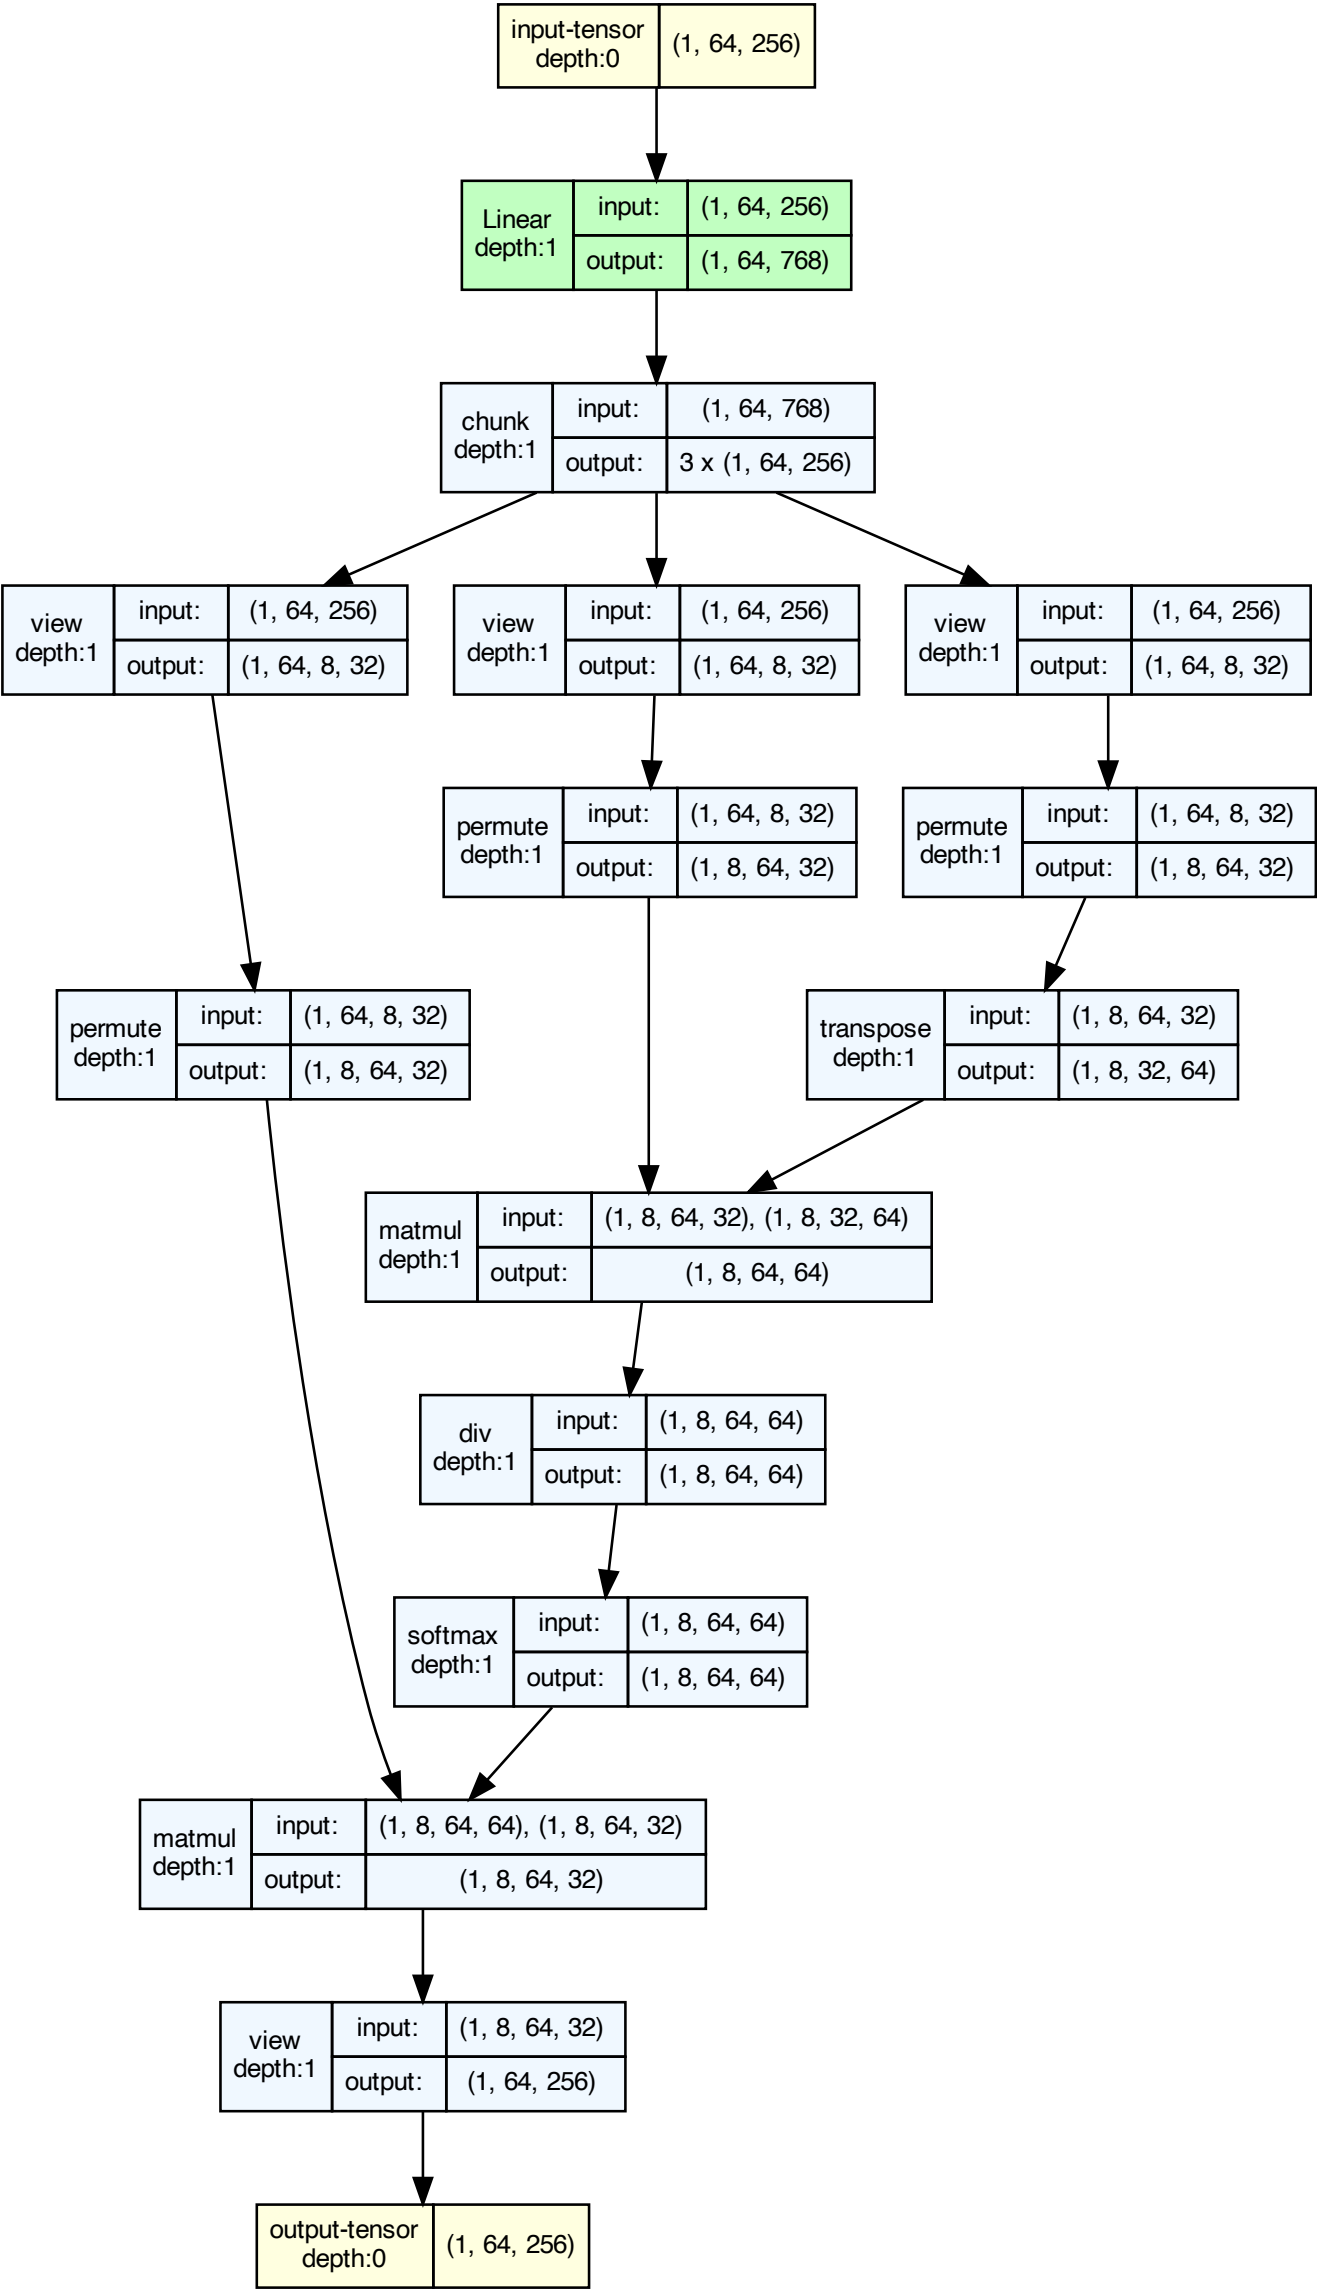 input-tensor
depth:0
(1, 64, 256)
Linear
depth:1
input:
(1, 64, 256)
output:
(1, 64, 768)
chunk
depth:1
input:
(1, 64, 768)
output:
3 x (1, 64, 256)
view
depth:1
input:
(1, 64, 256)
output:
(1, 64, 8, 32)
view
depth:1
input:
(1, 64, 256)
output:
(1, 64, 8, 32)
view
depth:1
input:
(1, 64, 256)
output:
(1, 64, 8, 32)
permute
depth:1
input:
(1, 64, 8, 32)
output:
(1, 8, 64, 32)
permute
depth:1
input:
(1, 64, 8, 32)
output:
(1, 8, 64, 32)
permute
depth:1
input:
(1, 64, 8, 32)
output:
(1, 8, 64, 32)
transpose
depth:1
input:
(1, 8, 64, 32)
output:
(1, 8, 32, 64)
matmul
depth:1
input:
(1, 8, 64, 32), (1, 8, 32, 64)
output:
(1, 8, 64, 64)
div
depth:1
input:
(1, 8, 64, 64)
output:
(1, 8, 64, 64)
softmax
depth:1
input:
(1, 8, 64, 64)
output:
(1, 8, 64, 64)
matmul
depth:1
input:
(1, 8, 64, 64), (1, 8, 64, 32)
output:
(1, 8, 64, 32)
view
depth:1
input:
(1, 8, 64, 32)
output:
(1, 64, 256)
output-tensor
depth:0
(1, 64, 256)